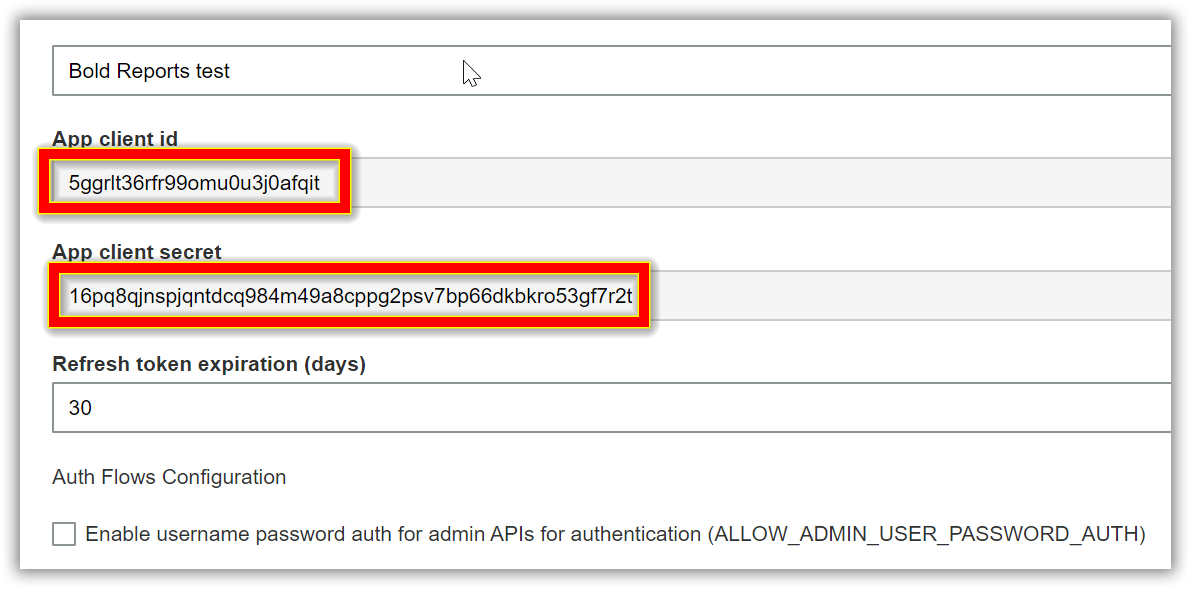 Bold Reports test
App client id
5ggrlt36rfr99omu0u3j0afqit
App client secret
16pq8qjnspjqntdcq984m49a8cppg2psv7bp66dkbkro53gf7r2t
Refresh token expiration (days)
30
Auth Flows Configuration
Enable username password auth for admin APIs for authentication (ALLOW_ADMIN_USER_PASSWORD_AUTH)